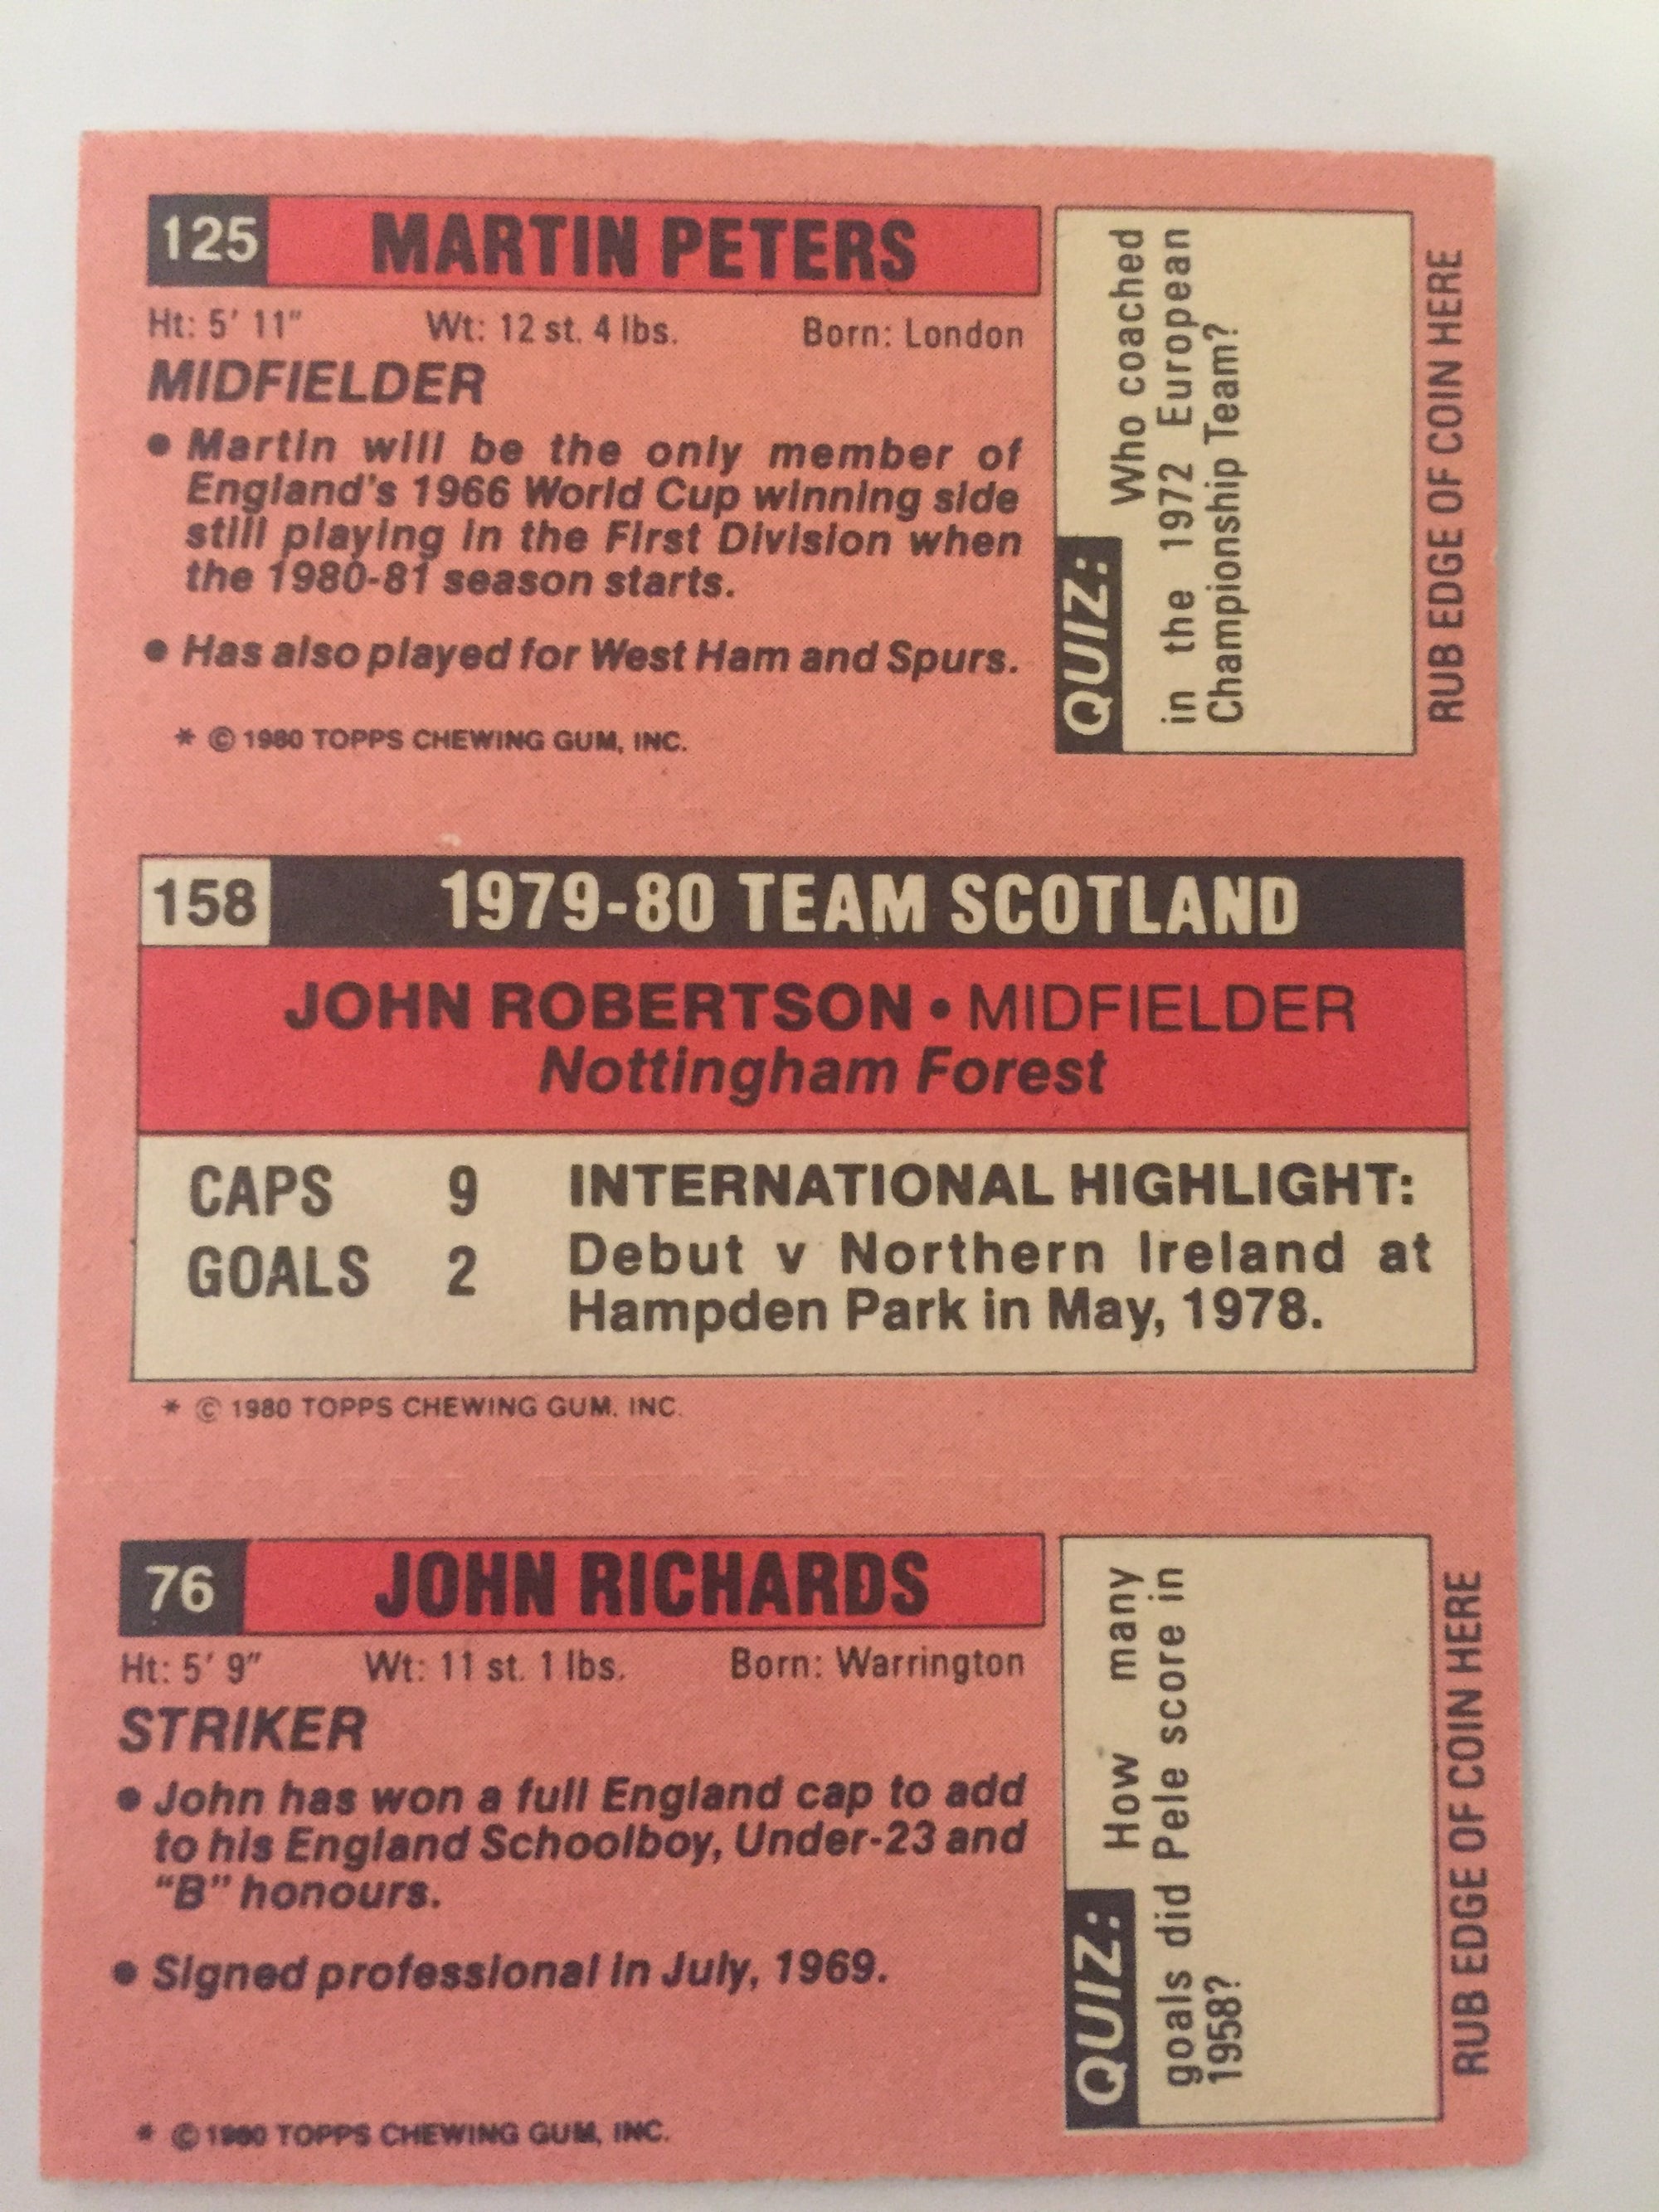 125 MARTIN PETERS
Ht: 5' 11" Wt: 12 st. 4 lbs. Born: London
MIDFIELDER
• Martin will be the only member of
England's 1966 World Cup winning side
still playing in the First Division when
the 1980-81 season starts.
• Has also played for West Ham and Spurs.
* © 1980 TOPPS CHEWING GUM, INC.
QUIZ: Who coached
in the 1972 European
Championship Team?
RUB EDGE OF COIN HERE
158 1979-80 TEAM SCOTLAND
JOHN ROBERTSON • MIDFIELDER
Nottingham Forest
CAPS 9
GOALS 2
INTERNATIONAL HIGHLIGHT:
Debut v Northern Ireland at
Hampden Park in May, 1978.
* © 1980 TOPPS CHEWING GUM. INC.
76 JOHN RICHARDS
Ht: 5' 9" Wt: 11 st. 1 lbs. Born: Warrington
STRIKER
• John has won a full England cap to add
to his England Schoolboy, Under-23 and
"B" honours.
• Signed professional in July, 1969.
* © 1980 TOPPS CHEWING GUM, INC.
QUIZ: How many
goals did Pele score in
1958?
RUB EDGE OF COIN HERE